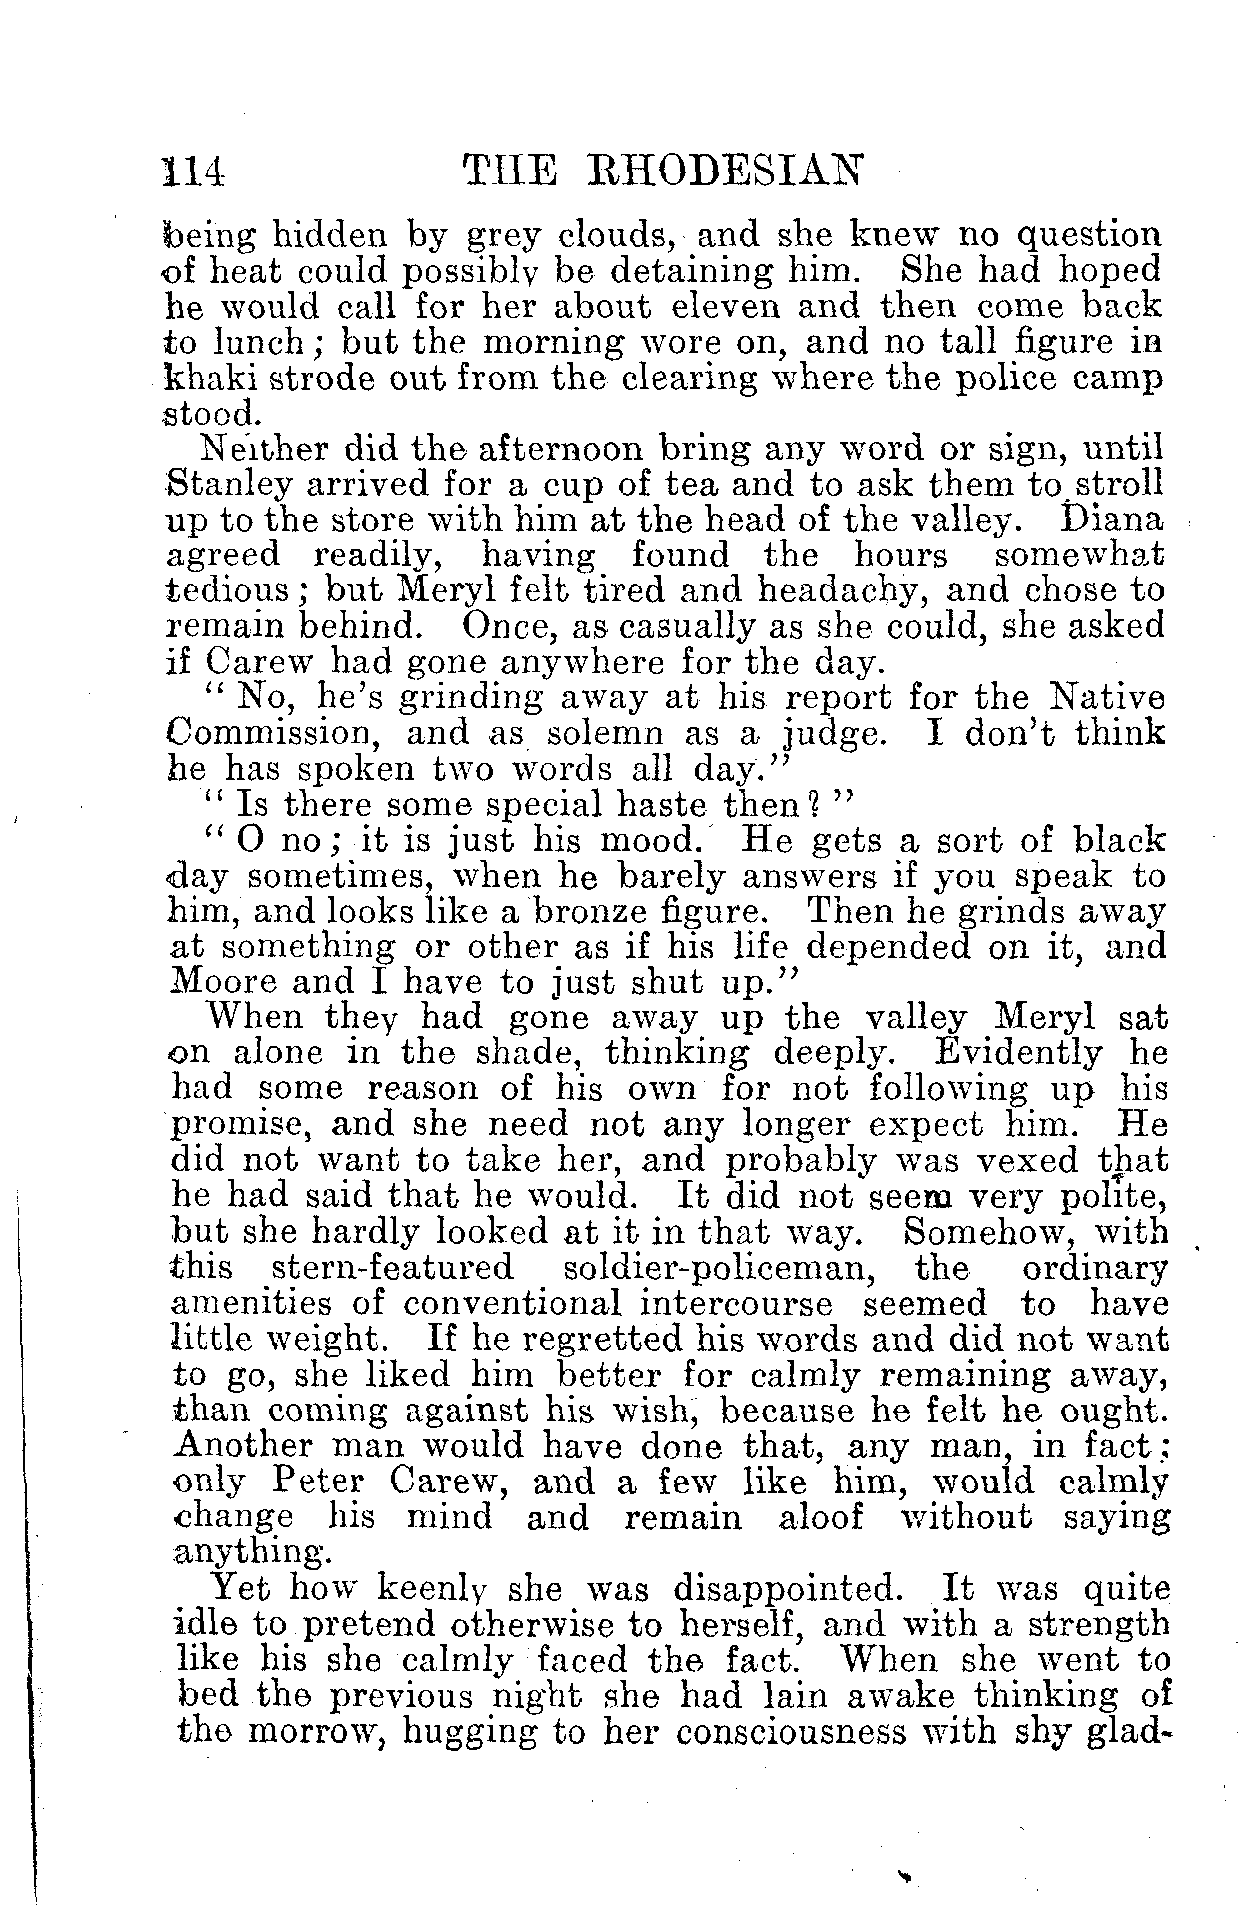 114 THE RHODESIAN
being hidden by grey clouds, and she knew no question
of heat could possibly be detaining him. She had hoped
he would call for her about eleven and then come back
to lunch; but the morning wore on, and no tall figure in
khaki strode out from the clearing where the police camp
stood.
Neither did the afternoon bring any word or sign, until
Stanley arrived for a cup of tea and to ask them to stroll
up to the store with him at the head of the valley. Diana
agreed readily, having found the hours somewhat
tedious; but Meryl felt tired and headachy, and chose to
remain behind. Once, as casually as she could, she asked
if Carew had gone anywhere for the day.
" No, he's grinding away at his report for the Native
Commission, and as solemn as a judge. I don't think
he has spoken two words all day."
" Is there some special haste then? "
" O no; it is just his mood. He gets a sort of black
day sometimes, when he barely answers if you speak to
him, and looks like a bronze figure. Then he grinds away
at something or other as if his life depended on it, and
Moore and I have to just shut up."
When they had gone away up the valley Meryl sat
on alone in the shade, thinking deeply. Evidently he
had some reason of his own for not following up his
promise, and she need not any longer expect him. He
did not want to take her, and probably was vexed that
he had said that he would. It did not seem very polite,
but she hardly looked at it in that way. Somehow, with
this stern-featured soldier-policeman, the ordinary
amenities of conventional intercourse seemed to have
little weight. If he regretted his words and did not want
to go, she liked him better for calmly remaining away,
than coming against his wish, because he felt he ought.
Another man would have done that, any man, in fact;
only Peter Carew, and a few like him, would calmly
change his mind and remain aloof without saying
anything.
Yet how keenly she was disappointed. It was quite
idle to pretend otherwise to herself, and with a strength
like his she calmly faced the fact. When she went to
bed the previous night she had lain awake thinking of
the morrow, hugging to her consciousness with shy glad-